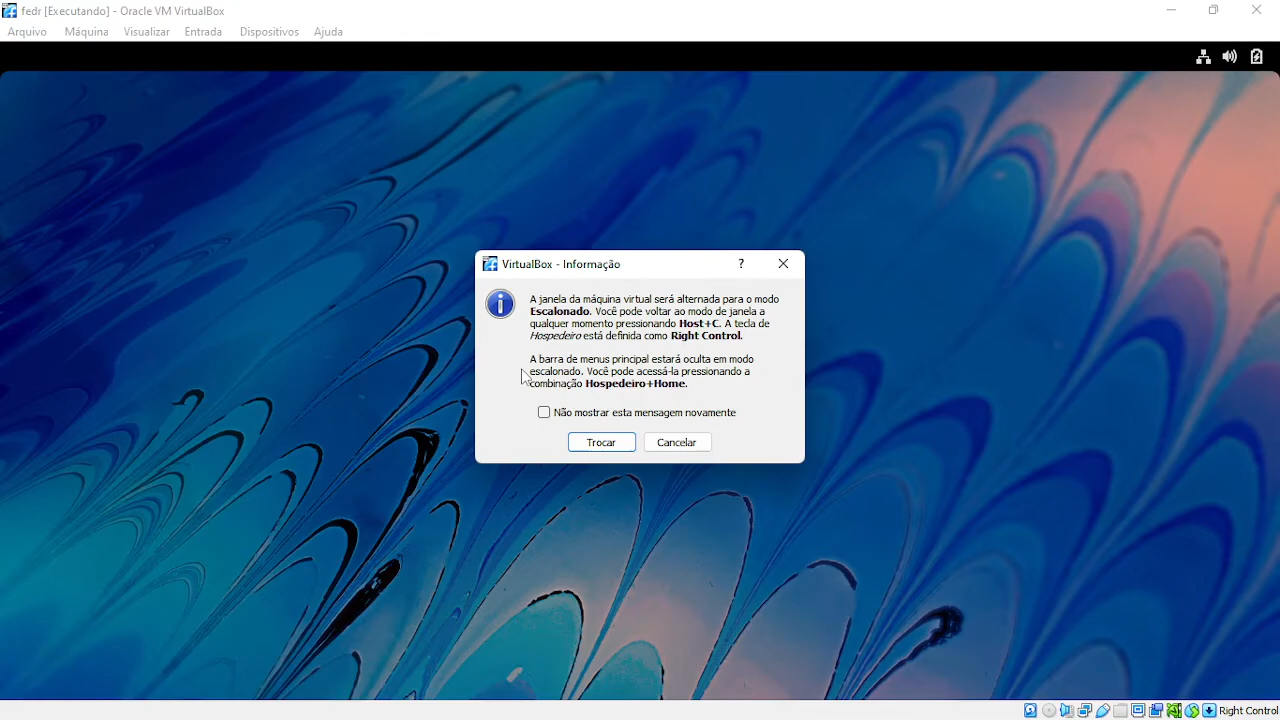 fedr [Executando] - Oracle VM VirtualBox
Arquivo Máquina Visualizar Entrada Dispositivos Ajuda
VirtualBox - Informação ?
A janela da máquina virtual será alternada para o modo
Escalonado. Você pode voltar ao modo de janela a
qualquer momento pressionando Host+C. A tecla de
Hospedeiro está definida como Right Control.
A barra de menus principal estará oculta em modo
escalonado. Você pode acessá-la pressionando a
combinação Hospedeiro+Home.
Não mostrar esta mensagem novamente
Trocar Cancelar
Right Control